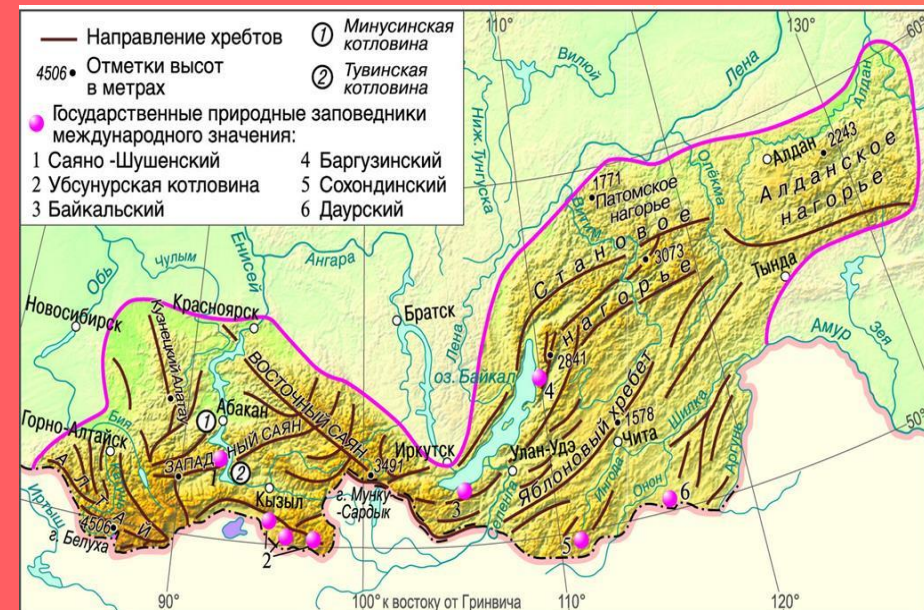 Направление хребтов
4506 Отметки высот
в метрах
1 Минусинская
котловина
2 Тувинская
котловина
Государственные природные заповедники
международного значения:
1 Саяно -Шушенский
2 Убсунурская котловина
3 Байкальский
4 Баргузинский
5 Сохондинский
6 Даурский
110°
130°
60°
Вилюй
Лена
Алдан
Нижн. Тунгуска
Олёкма
Алдан
2243
Алданское
нагорье
1771
Патомское
нагорье
Витим
Становое
нагорье
3073
Тында
Амур
Зея
Обь
Чулым
Енисей
Ангара
Новосибирск
Красноярск
Братск
Лена
Кузнецкий Алатау
оз. Байкал
2841
4
ВОСТОЧНЫЙ САЯН
1
Абакан
Горно-Алтайск
Бия
ЗАПАДНЫЙ САЯН
2
Иркутск
3491
г. Мунку
-Сардык
Улан-Удэ
Яблоновый хребет
1578
Чита
Шилка
Ингода
Онон
Аргунь
50°
АЛТАЙ
Иртыш
4506
г. Белуха
Кызыл
Селенга
3
6
5
1
2
90°
100° к востоку от Гринвича
110°
120°